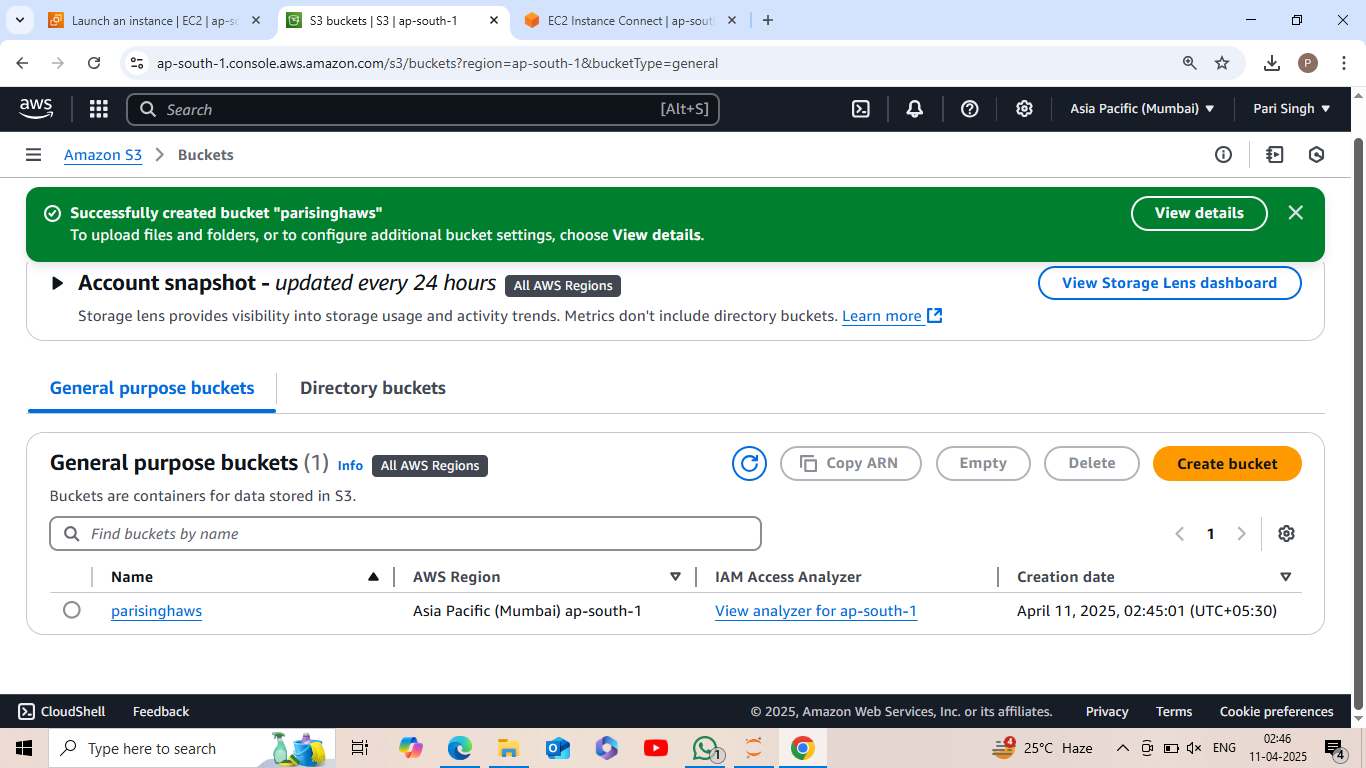 Launch an instance | EC2 | ap-so
S3 buckets | S3 | ap-south-1
EC2 Instance Connect | ap-sout
ap-south-1.console.aws.amazon.com/s3/buckets?region=ap-south-1&bucketType=general
P
aws
Search
[Alt+S]
Asia Pacific (Mumbai)
Pari Singh
Amazon S3
Buckets
Successfully created bucket "parisinghaws"
To upload files and folders, or to configure additional bucket settings, choose View details.
View details
Account snapshot - updated every 24 hours
All AWS Regions
View Storage Lens dashboard
Storage lens provides visibility into storage usage and activity trends. Metrics don't include directory buckets. Learn more
General purpose buckets
Directory buckets
General purpose buckets (1)
Info
All AWS Regions
Copy ARN
Empty
Delete
Create bucket
Buckets are containers for data stored in S3.
Find buckets by name
1
Name
AWS Region
IAM Access Analyzer
Creation date
parisinghaws
Asia Pacific (Mumbai) ap-south-1
View analyzer for ap-south-1
April 11, 2025, 02:45:01 (UTC+05:30)
CloudShell
Feedback
© 2025, Amazon Web Services, Inc. or its affiliates.
Privacy
Terms
Cookie preferences
Type here to search
1
4
25°C Haze
ENG
02:46
11-04-2025
4